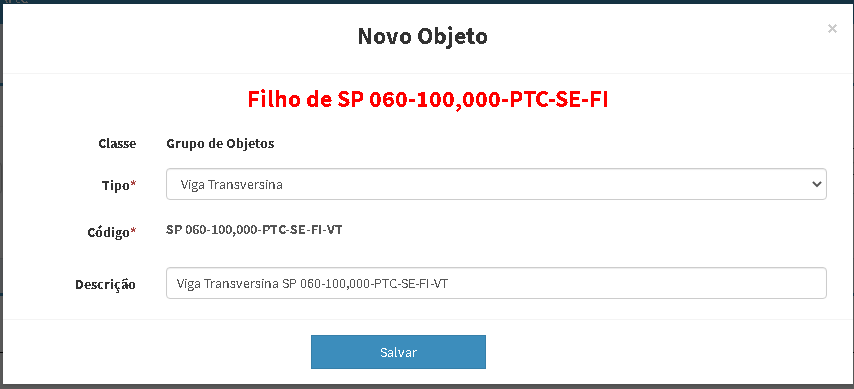 Novo Objeto
×
Filho de SP 060-100,000-PTC-SE-FI
Classe Grupo de Objetos
Tipo* Viga Transversina
Código* SP 060-100,000-PTC-SE-FI-VT
Descrição Viga Transversina SP 060-100,000-PTC-SE-FI-VT
Salvar